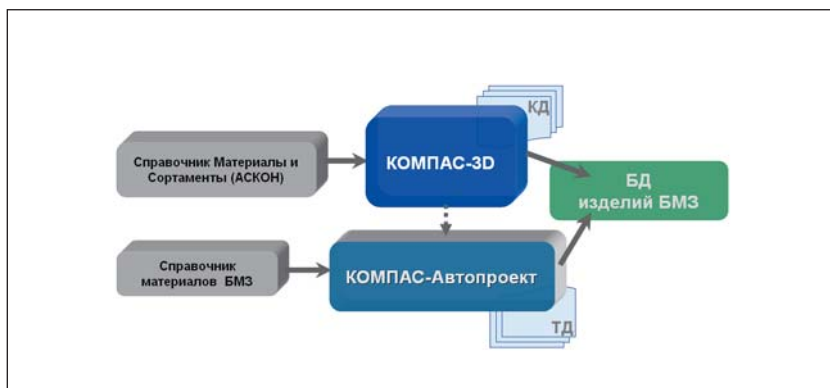 КД
Справочник Материалы и
Сортаменты (АСКОН)
КОМПАС-3D
БД
изделий БМЗ
Справочник
материалов БМЗ
КОМПАС-Автопроект
ТД